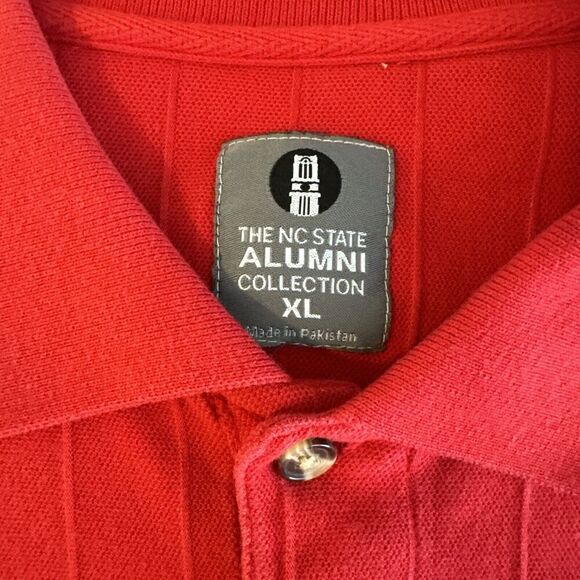 THE NC STATE
ALUMNI
COLLECTION
XL
Made in Pakistan